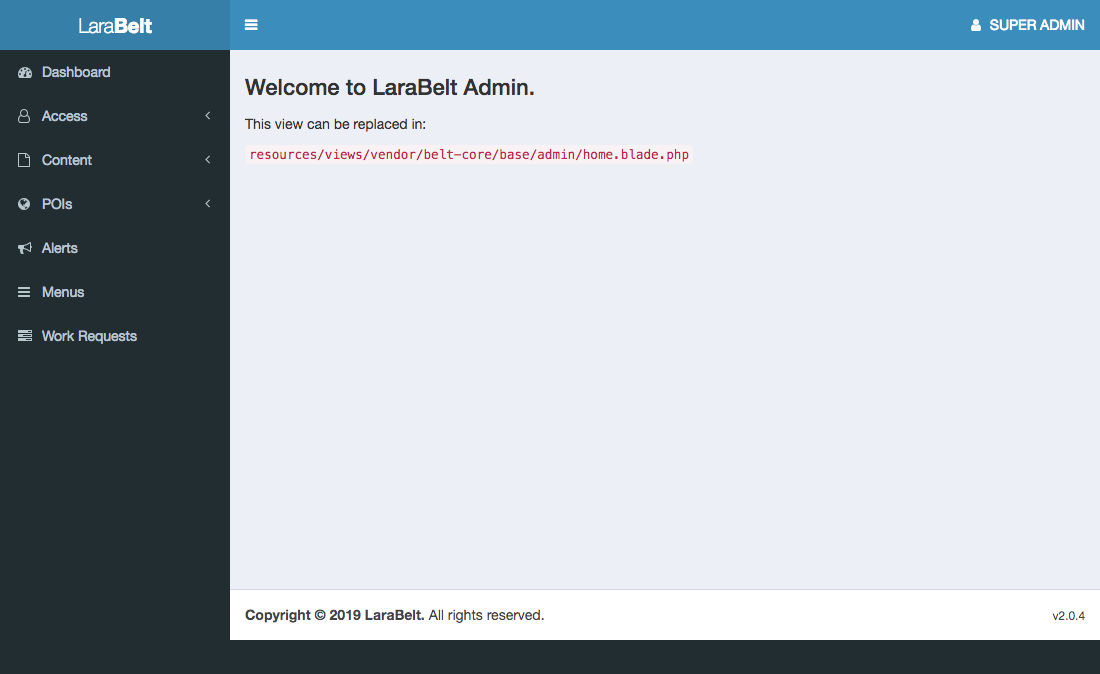 LaraBelt
SUPER ADMIN
Dashboard
Access
Content
POIs
Alerts
Menus
Work Requests
Welcome to LaraBelt Admin.
This view can be replaced in:
resources/views/vendor/belt-core/base/admin/home.blade.php
Copyright © 2019 LaraBelt. All rights reserved.
v2.0.4